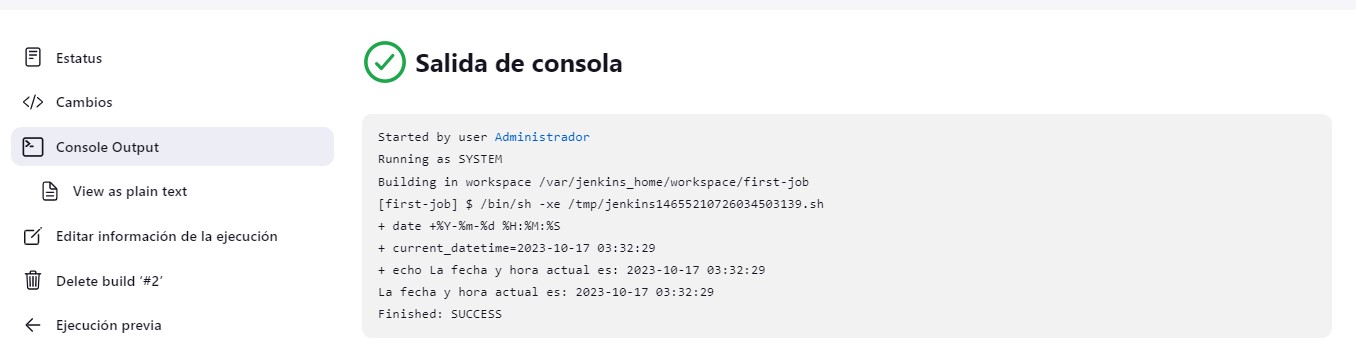 Estatus
Cambios
Console Output
View as plain text
Editar información de la ejecución
Delete build ‘#2’
Ejecución previa
Salida de consola
Started by user Administrador
Running as SYSTEM
Building in workspace /var/jenkins_home/workspace/first-job
[first-job] $ /bin/sh -xe /tmp/jenkins14655210726034503139.sh
+ date +%Y-%m-%d %H:%M:%S
+ current_datetime=2023-10-17 03:32:29
+ echo La fecha y hora actual es: 2023-10-17 03:32:29
La fecha y hora actual es: 2023-10-17 03:32:29
Finished: SUCCESS